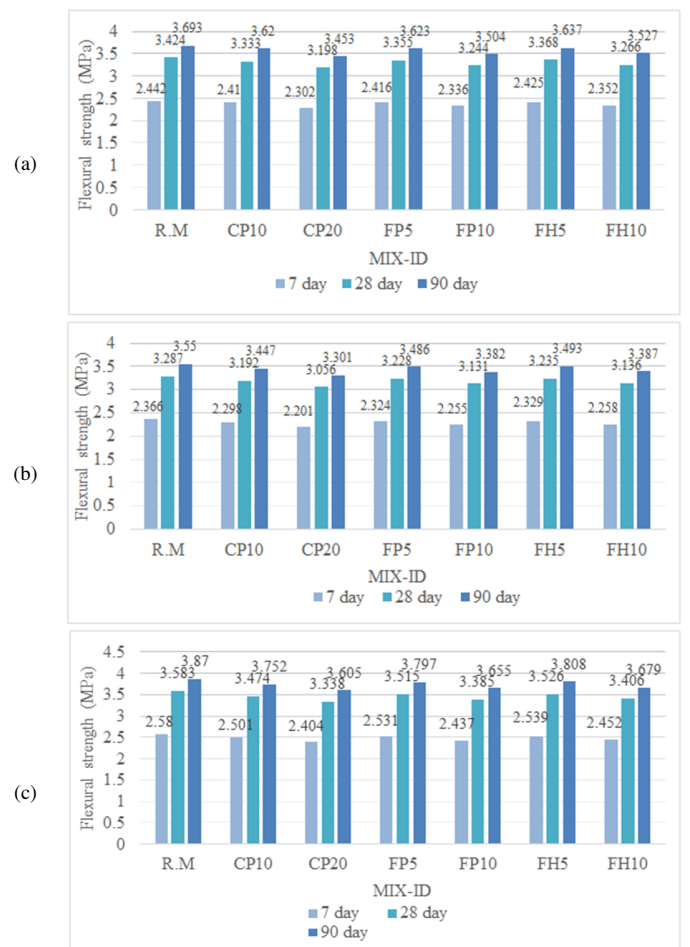 (a)
Flexural strength (MPa)
4
3.5
3
2.5
2
1.5
1
0.5
0
2.442 3.424 3.693
2.41 3.333 3.62
2.302 3.198 3.453
2.416 3.355 3.623
2.336 3.244 3.504
2.425 3.368 3.637
2.352 3.266 3.527
R.M CP10 CP20 FP5 FP10 FH5 FH10
MIX-ID
7 day 28 day 90 day
(b)
Flexural strength (MPa)
4
3.5
3
2.5
2
1.5
1
0.5
0
2.366 3.287 3.55
2.298 3.192 3.447
2.201 3.056 3.301
2.324 3.228 3.486
2.255 3.131 3.382
2.329 3.235 3.493
2.258 3.136 3.387
R.M CP10 CP20 FP5 FP10 FH5 FH10
MIX-ID
7 day 28 day 90 day
(c)
Flexural strength (MPa)
4.5
4
3.5
3
2.5
2
1.5
1
0.5
0
2.58 3.583 3.87
2.501 3.474 3.752
2.404 3.338 3.605
2.531 3.515 3.797
2.437 3.385 3.655
2.539 3.526 3.808
2.452 3.406 3.679
R.M CP10 CP20 FP5 FP10 FH5 FH10
MIX-ID
7 day 28 day
90 day